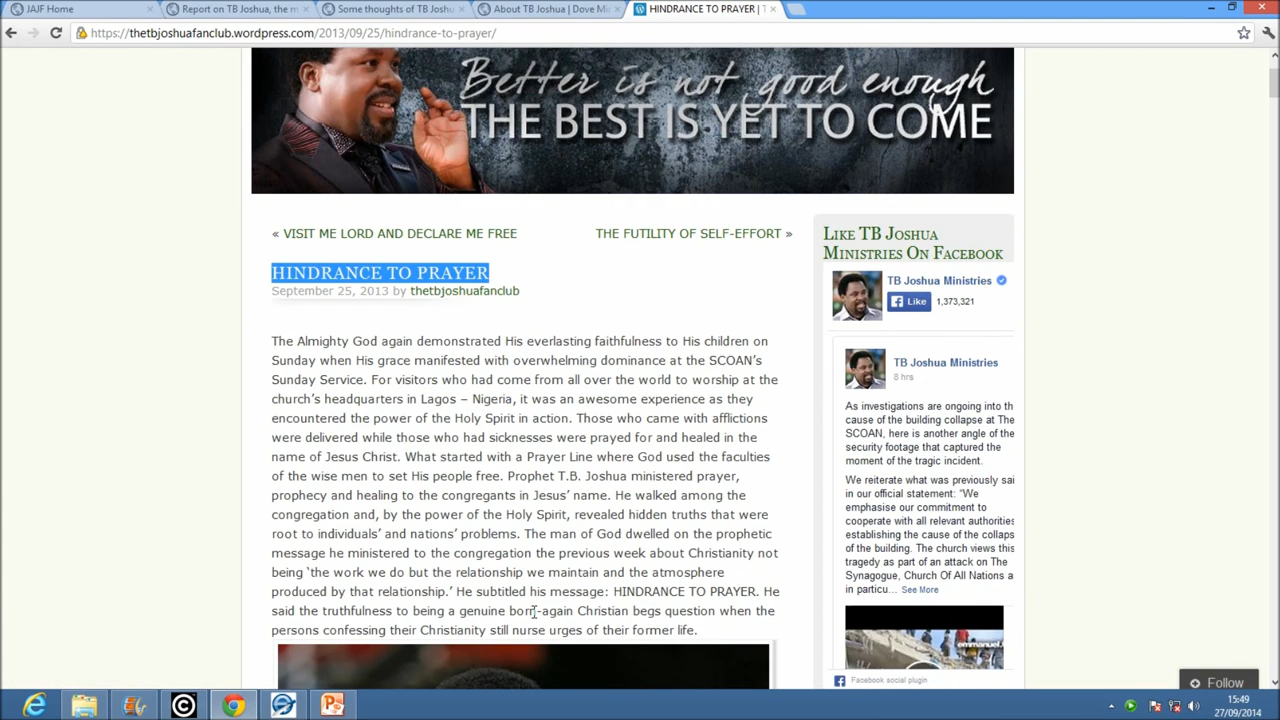 JAJF Home
Report on TB Joshua, the m
Some thoughts of TB Joshu
About TB Joshua | Dove Mi
HINDRANCE TO PRAYER | T
https://thetbjoshuafanclub.wordpress.com/2013/09/25/hindrance-to-prayer/
Better is not good enough
THE BEST IS YET TO COME
« VISIT ME LORD AND DECLARE ME FREE
THE FUTILITY OF SELF-EFFORT »
HINDRANCE TO PRAYER
September 25, 2013 by thetbjoshuafanclub
The Almighty God again demonstrated His everlasting faithfulness to His children on
Sunday when His grace manifested with overwhelming dominance at the SCOAN’s
Sunday Service. For visitors who had come from all over the world to worship at the
church’s headquarters in Lagos – Nigeria, it was an awesome experience as they
encountered the power of the Holy Spirit in action. Those who came with afflictions
were delivered while those who had sicknesses were prayed for and healed in the
name of Jesus Christ. What started with a Prayer Line where God used the faculties
of the wise men to set His people free. Prophet T.B. Joshua ministered prayer,
prophecy and healing to the congregants in Jesus’ name. He walked among the
congregation and, by the power of the Holy Spirit, revealed hidden truths that were
root to individuals’ and nations’ problems. The man of God dwelled on the prophetic
message he ministered to the congregation the previous week about Christianity not
being ‘the work we do but the relationship we maintain and the atmosphere
produced by that relationship.’ He subtitled his message: HINDRANCE TO PRAYER. He
said the truthfulness to being a genuine born-again Christian begs question when the
persons confessing their Christianity still nurse urges of their former life.
Like TB Joshua
Ministries On Facebook
TB Joshua Ministries
Like 1,373,321
TB Joshua Ministries
8 hrs
As investigations are ongoing into th
cause of the building collapse at The
SCOAN, here is another angle of the
security footage that captured the
moment of the tragic incident.
We reiterate what was previously sai
in our official statement: “We
emphasise our commitment to
cooperate with all relevant authorities
establishing the cause of the collaps
of the building. The church views this
tragedy as part of an attack on The
Synagogue, Church Of All Nations a
in particu... See More
emmanuel
Facebook social plugin
Follow
15:49
27/09/2014